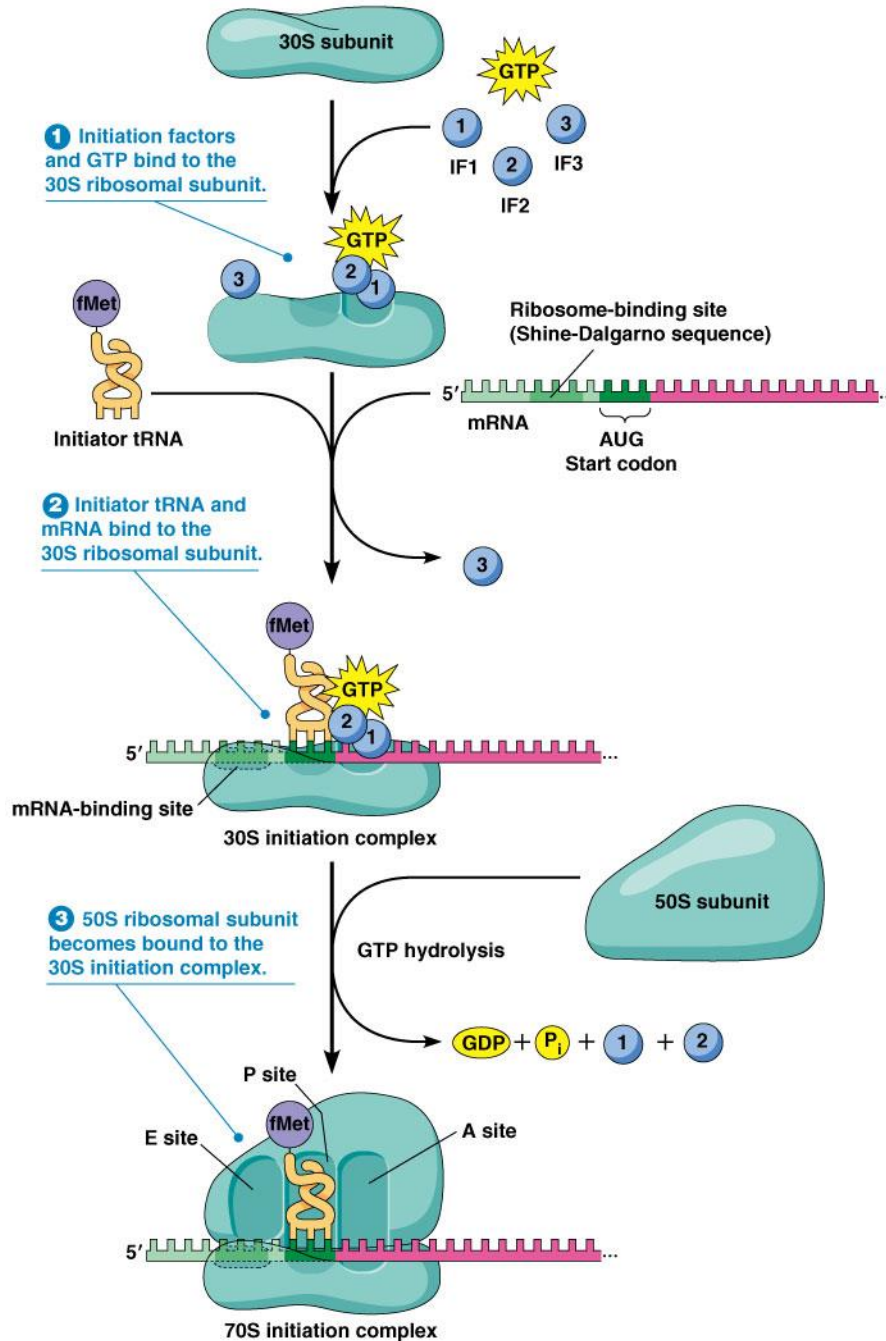 30S subunit
GTP
1
3
IF1
2
IF3
IF2
1 Initiation factors
and GTP bind to the
30S ribosomal subunit.
GTP
3
2
1
fMet
Initiator tRNA
Ribosome-binding site
(Shine-Dalgarno sequence)
5′
...
mRNA
AUG
Start codon
2 Initiator tRNA and
mRNA bind to the
30S ribosomal subunit.
3
fMet
GTP
2
1
5′
...
mRNA-binding site
30S initiation complex
50S subunit
3 50S ribosomal subunit
becomes bound to the
30S initiation complex.
GTP hydrolysis
GDP + Pi + 1 + 2
P site
fMet
E site
A site
5′
...
70S initiation complex